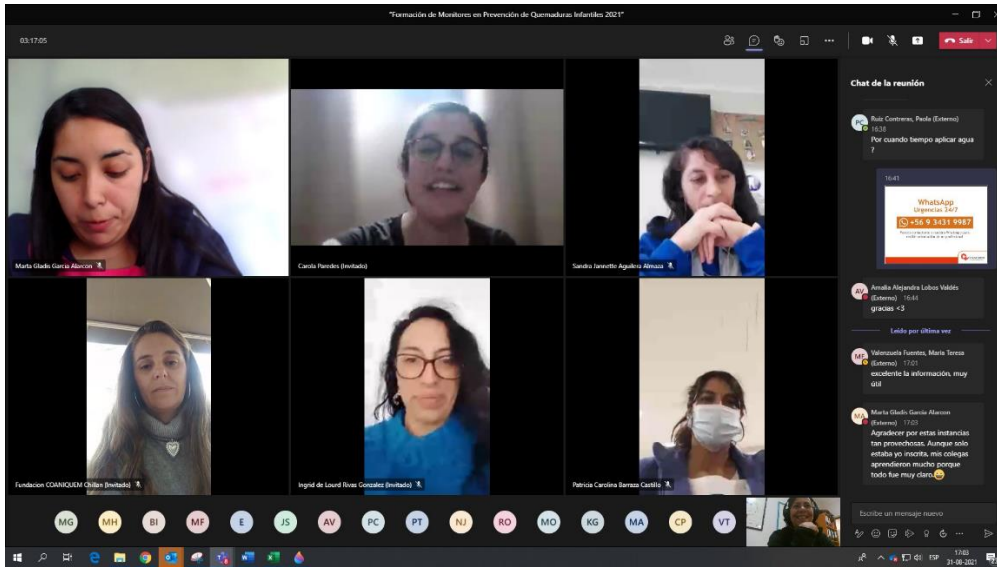 "Formación de Monitores en Prevención de Quemaduras Infantiles 2021"
03:17:05
Salir
Marta Gladis Garcia Alarcon
Carola Paredes (Invitado)
Sandra Jannette Aguilera Almaza
Fundacion COANIQUEM Chillan (Invitado)
Ingrid de Lourd Rivas Gonzalez (Invitado)
Patricia Carolina Barraza Castillo
MG
MH
BI
MF
E
JS
AV
PC
PT
NJ
RO
MO
KG
MA
CP
VT
Chat de la reunión
PC
Ruiz Contreras, Paola (Externo)
16:38
Por cuando tiempo aplicar agua
?
16:41
WhatsApp
Urgencias 24/7
+56 9 3431 9987
AV
Amalia Alejandra Lobos Valdés
(Externo) 16:44
gracias <3
Leído por última vez
MF
Valenzuela Fuentes, Maria Teresa
(Externo) 17:01
excelente la información, muy
útil
MA
Marta Gladis Garcia Alarcon
(Externo) 17:03
Agradecer por estas instancias
tan provechosas. Aunque solo
estaba yo inscrita, mis colegas
aprendieron mucho porque
todo fue muy claro.
Escribe un mensaje nuevo
ESP
17:03
31-08-2021